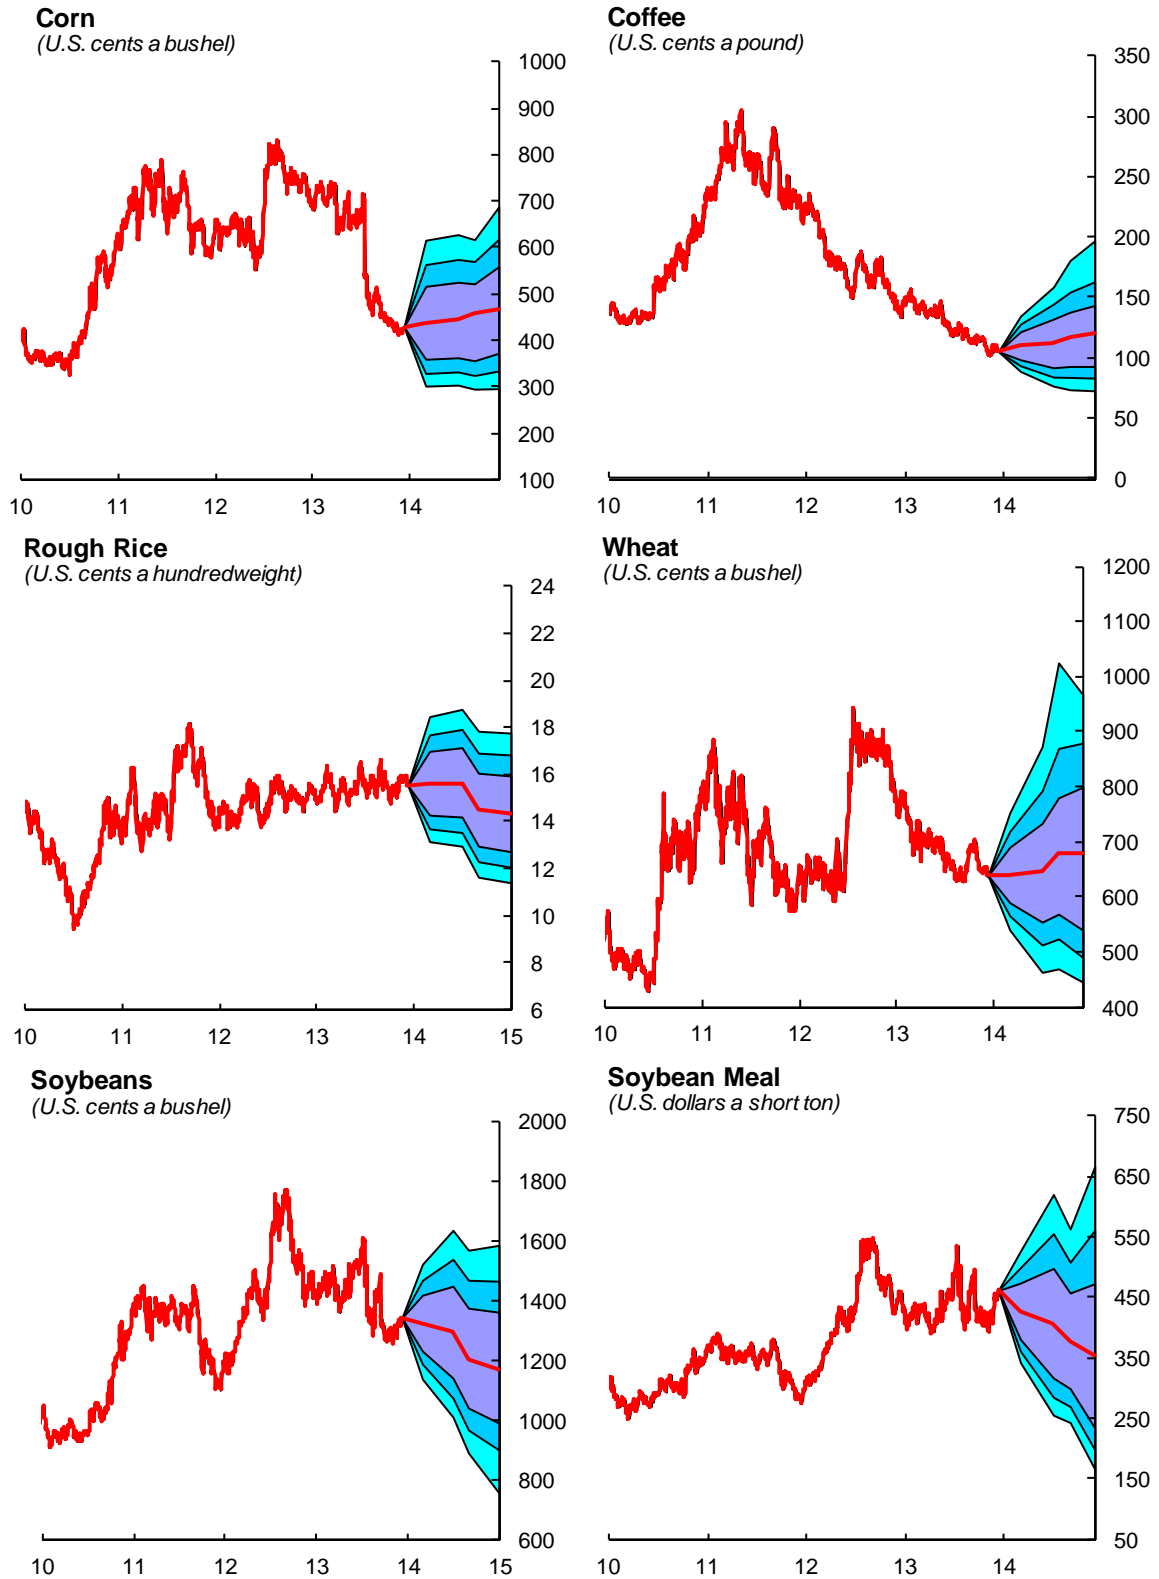 Corn
(U.S. cents a bushel)
1000
900
800
700
600
500
400
300
200
100
10 11 12 13 14
Coffee
(U.S. cents a pound)
350
300
250
200
150
100
50
0
10 11 12 13 14
Rough Rice
(U.S. cents a hundredweight)
24
22
20
18
16
14
12
10
8
6
10 11 12 13 14 15
Wheat
(U.S. cents a bushel)
1200
1100
1000
900
800
700
600
500
400
10 11 12 13 14
Soybeans
(U.S. cents a bushel)
2000
1800
1600
1400
1200
1000
800
600
10 11 12 13 14 15
Soybean Meal
(U.S. dollars a short ton)
750
650
550
450
350
250
150
50
10 11 12 13 14